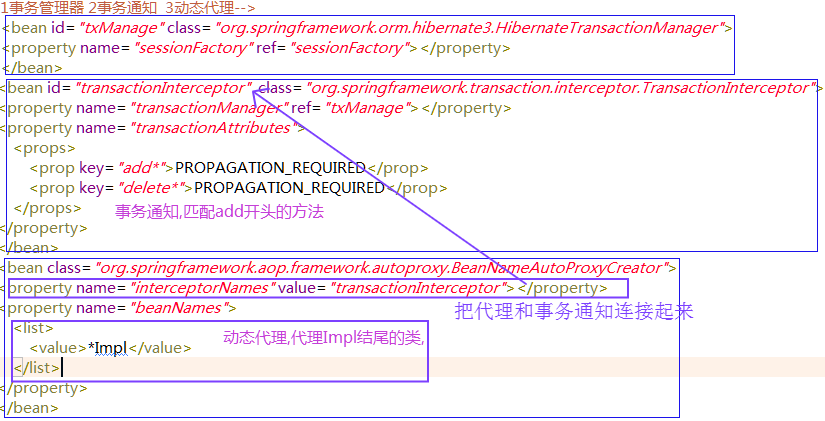 1事务管理器 2事务通知  3动态代理-->
<bean id="txManage" class="org.springframework.orm.hibernate3.HibernateTransactionManager">
<property name="sessionFactory" ref="sessionFactory"></property>
</bean>
<bean id="transactionInterceptor" class="org.springframework.transaction.interceptor.TransactionInterceptor">
<property name="transactionManager" ref="txManage"></property>
<property name="transactionAttributes">
<props>
<prop key="add*">PROPAGATION_REQUIRED</prop>
<prop key="delete*">PROPAGATION_REQUIRED</prop>
</props>
事务通知,匹配add开头的方法
</property>
</bean>
<bean class="org.springframework.aop.framework.autoproxy.BeanNameAutoProxyCreator">
<property name="interceptorNames" value="transactionInterceptor"></property>
<property name="beanNames">
把代理和事务通知连接起来
<list>
动态代理,代理Impl结尾的类,
<value>*Impl</value>
</list>
</property>
</bean>